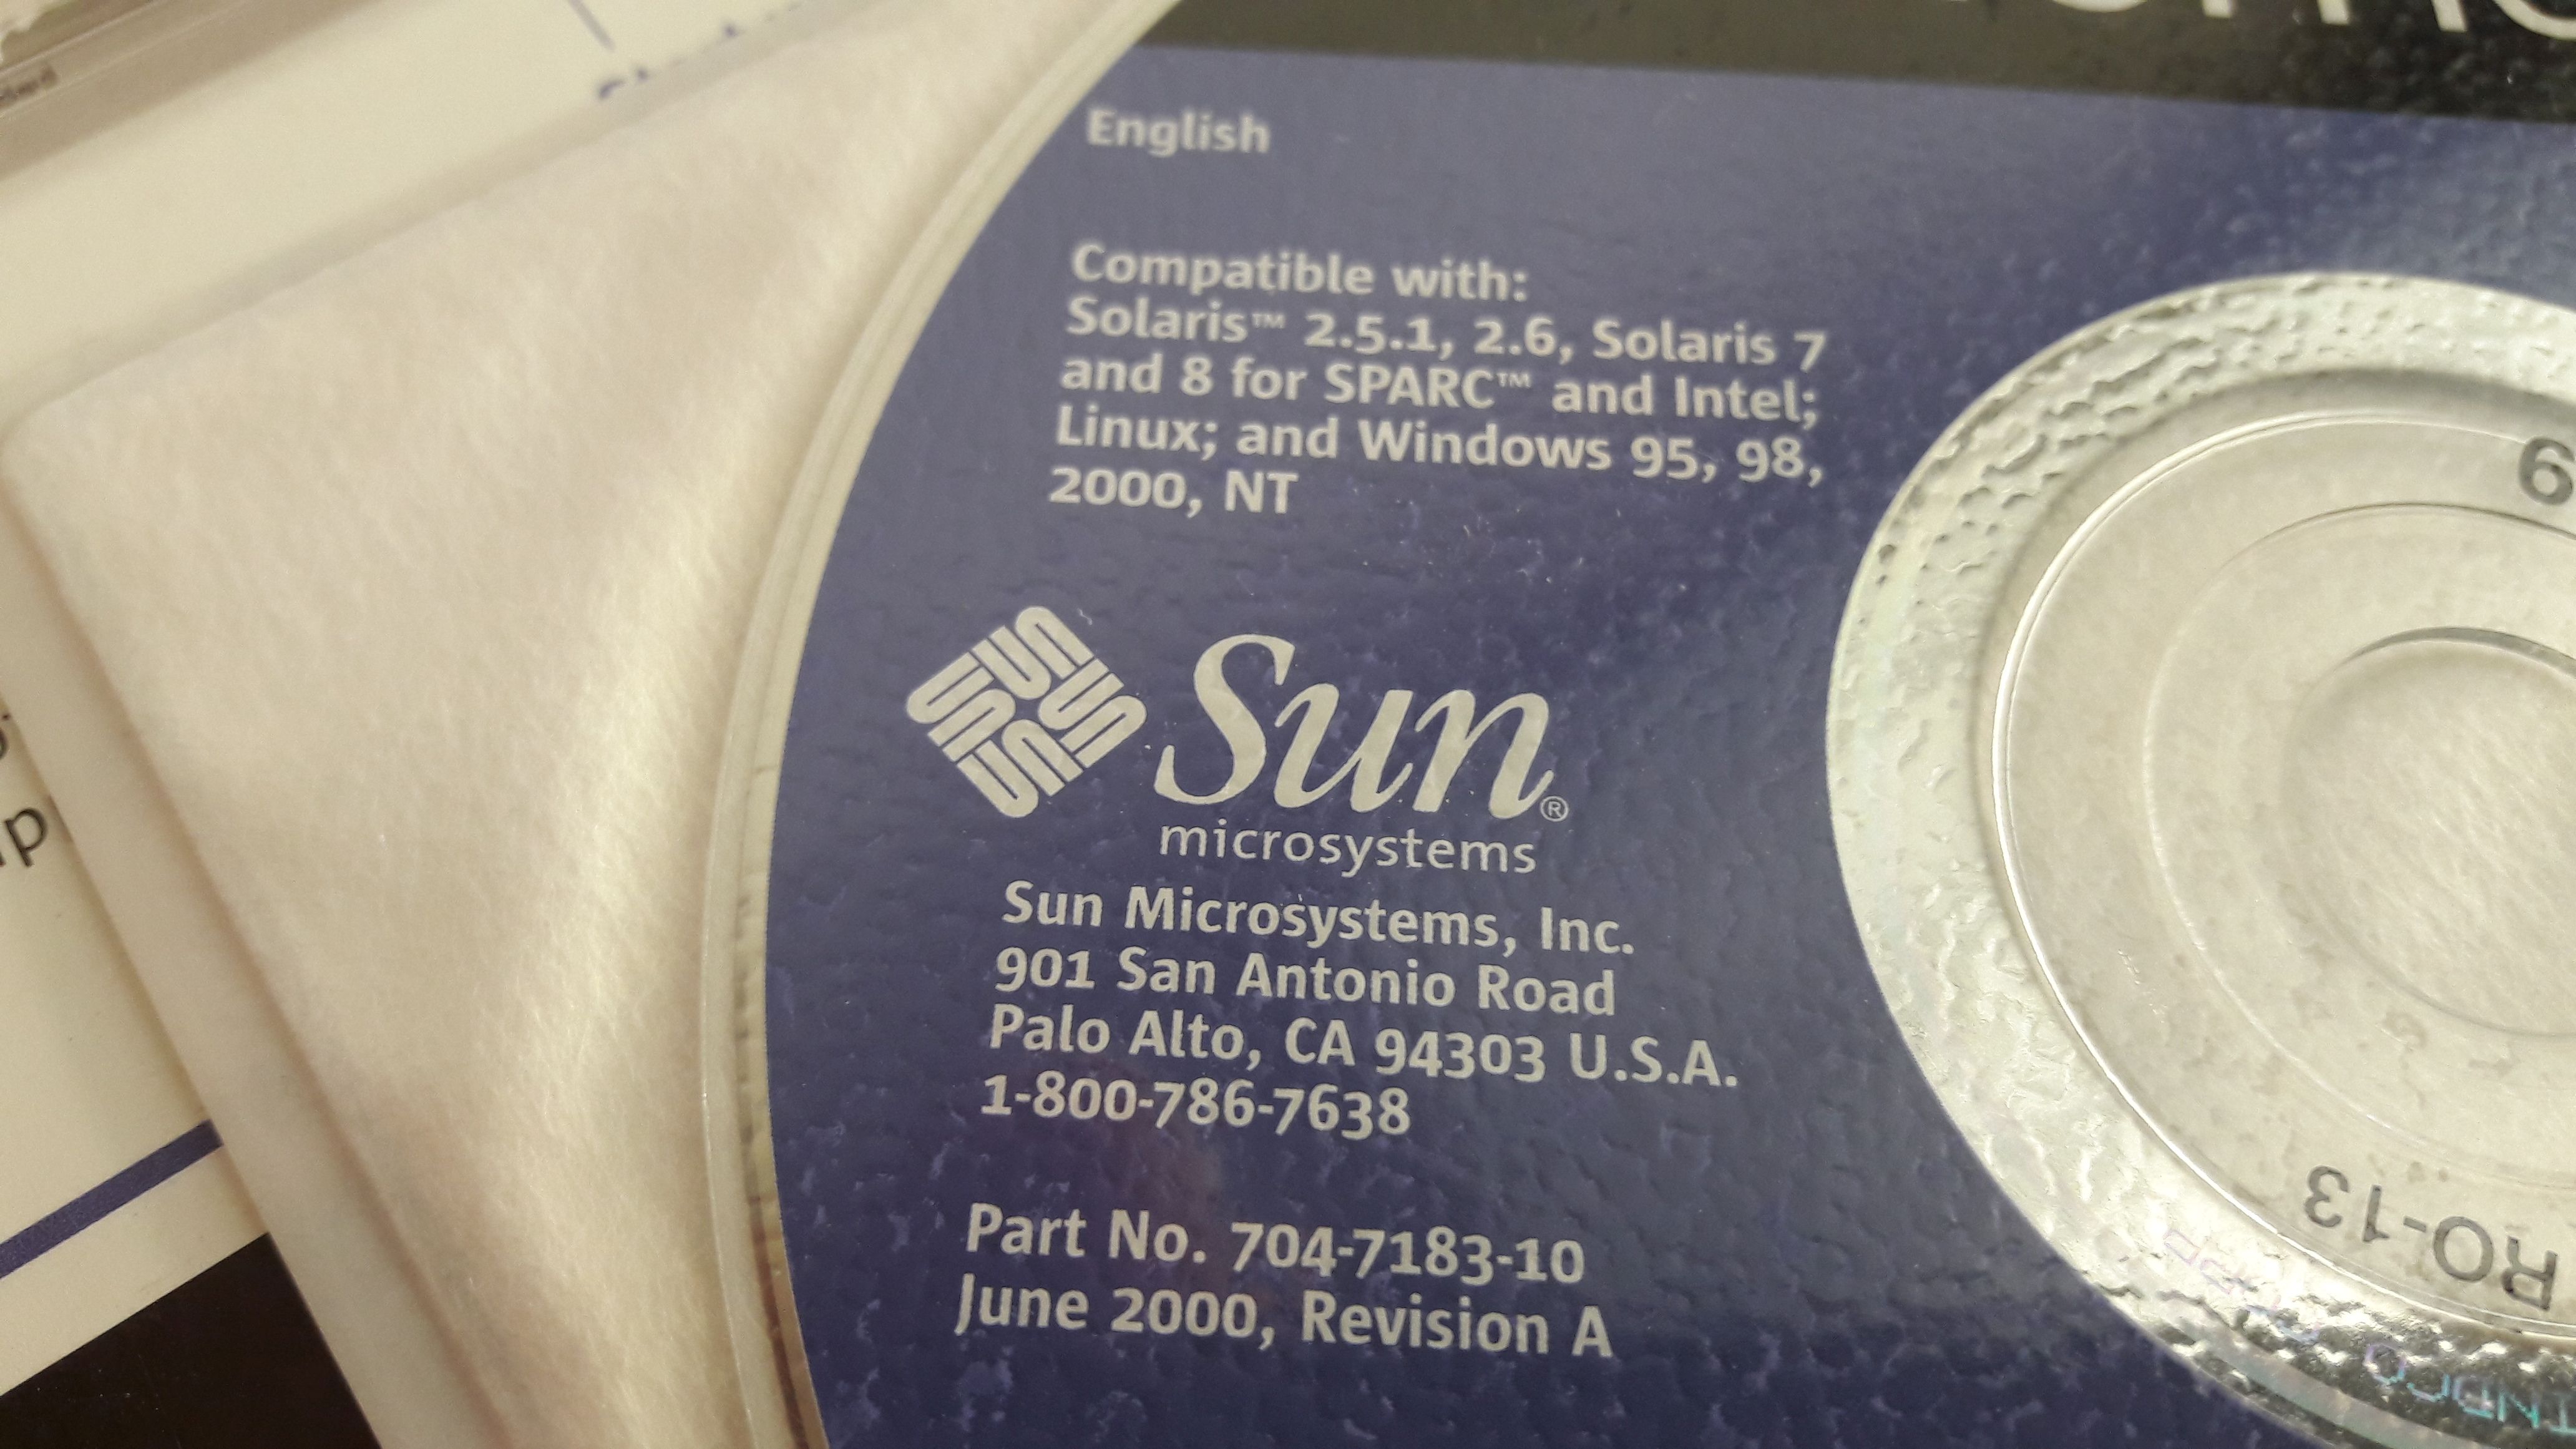 English
Compatible with:
Solaris™ 2.5.1, 2.6, Solaris 7
and 8 for SPARC™ and Intel;
Linux; and Windows 95, 98,
2000, NT
Sun®
microsystems
Sun Microsystems, Inc.
901 San Antonio Road
Palo Alto, CA 94303 U.S.A.
1-800-786-7638
Part No. 704-7183-10
June 2000, Revision A
6
RO-13